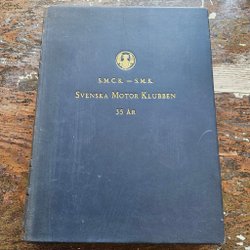 S.M.C.K. — S.M.K.
SVENSKA MOTOR KLUBBEN
35 ÅR